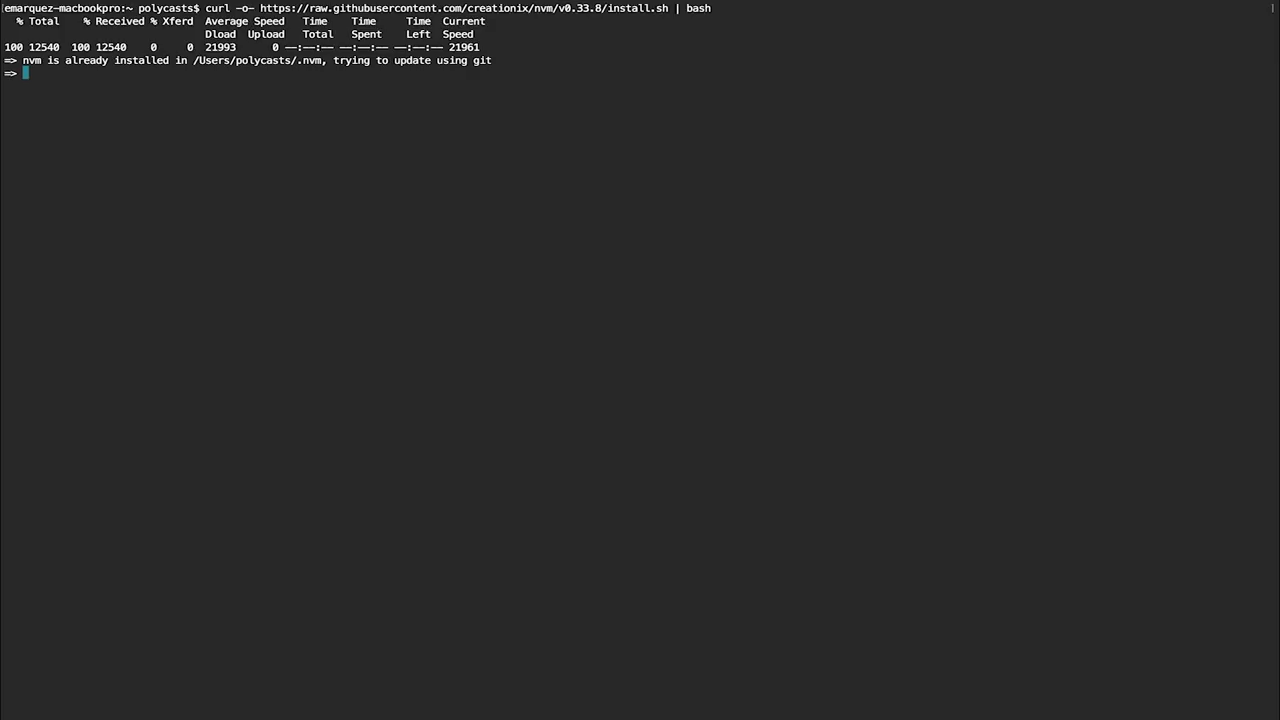 [emarquez-macbookpro:~ polycasts$ curl -o- https://raw.githubusercontent.com/creationix/nvm/v0.33.8/install.sh | bash ]
% Total % Received % Xferd Average Speed Time Time Time Current
Dload Upload Total Spent Left Speed
100 12540 100 12540 0 0 21993 0 --:--:-- --:--:-- --:--:-- 21961
=> nvm is already installed in /Users/polycasts/.nvm, trying to update using git
=>